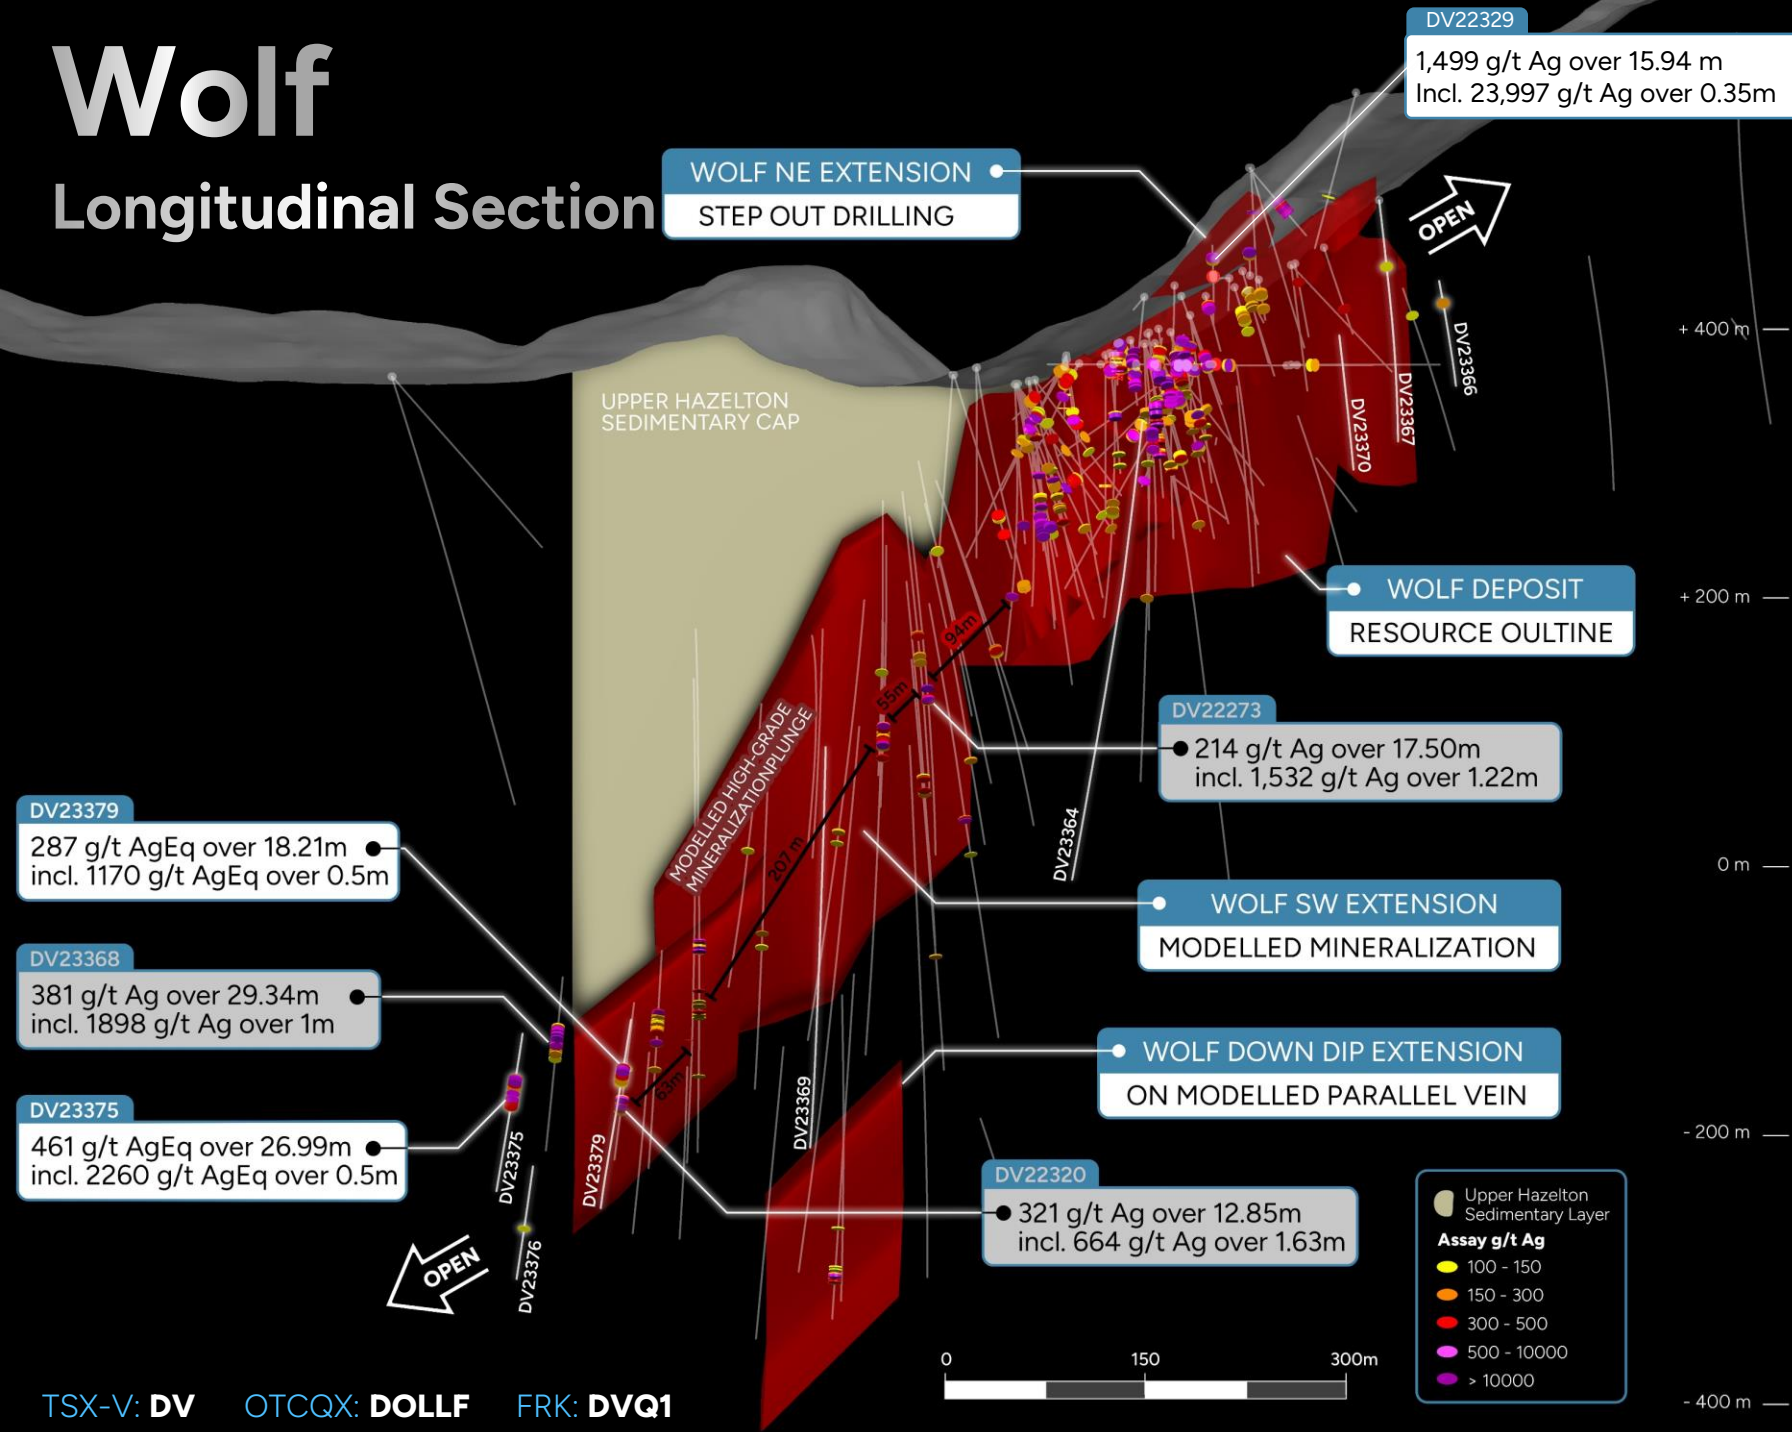 Wolf
Longitudinal Section
DV22329
1,499 g/t Ag over 15.94 m
Incl. 23,997 g/t Ag over 0.35m
WOLF NE EXTENSION
STEP OUT DRILLING
OPEN
DV23366
DV23367
DV23370
+ 400 m
UPPER HAZELTON
SEDIMENTARY CAP
WOLF DEPOSIT
RESOURCE OULTINE
+ 200 m
94m
55m
DV22273
214 g/t Ag over 17.50m
incl. 1,532 g/t Ag over 1.22m
MODELLED HIGH-GRADE
MINERALIZATIONPLUNGE
207 m
DV23364
DV23379
287 g/t AgEq over 18.21m
incl. 1170 g/t AgEq over 0.5m
0 m
WOLF SW EXTENSION
MODELLED MINERALIZATION
DV23368
381 g/t Ag over 29.34m
incl. 1898 g/t Ag over 1m
WOLF DOWN DIP EXTENSION
ON MODELLED PARALLEL VEIN
63m
DV23369
DV23375
461 g/t AgEq over 26.99m
incl. 2260 g/t AgEq over 0.5m
DV23375
DV23379
- 200 m
DV22320
321 g/t Ag over 12.85m
incl. 664 g/t Ag over 1.63m
DV23376
OPEN
Upper Hazelton
Sedimentary Layer
Assay g/t Ag
100 - 150
150 - 300
300 - 500
500 - 10000
> 10000
0 150 300m
- 400 m
TSX-V: DV OTCQX: DOLLF FRK: DVQ1